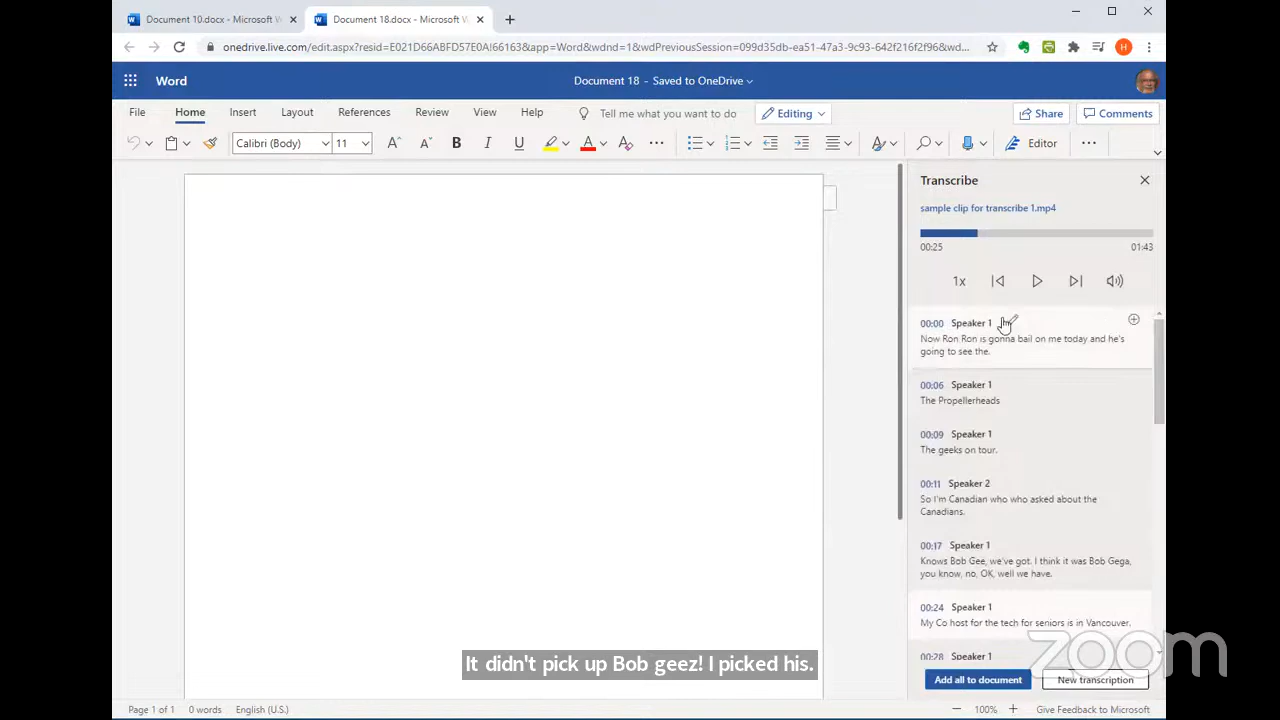 Document 10.docx - Microsoft W
Document 18.docx - Microsoft W
onedrive.live.com/edit.aspx?resid=E021D66ABFD57E0A!66163&app=Word&wdnd=1&wdPreviousSession=099d35db-ea51-47a3-9c93-642f216f2f96&wd...
H
Word
Document 18 - Saved to OneDrive
File Home Insert Layout References Review View Help Tell me what you want to do Editing Share Comments
Calibri (Body) 11 A A B I U A A Editor
Transcribe
sample clip for transcribe 1.mp4
00:25 01:43
1x
00:00 Speaker 1
Now Ron Ron is gonna bail on me today and he's
going to see the.
00:06 Speaker 1
The Propellerheads
00:09 Speaker 1
The geeks on tour.
00:11 Speaker 2
So I'm Canadian who who asked about the
Canadians.
00:17 Speaker 1
Knows Bob Gee, we've got. I think it was Bob Gega,
you know, no, OK, well we have.
00:24 Speaker 1
My Co host for the tech for seniors is in Vancouver.
00:28 Speaker 1
zoom
It didn't pick up Bob geez! I picked his.
Add all to document New transcription
Page 1 of 1 0 words English (U.S.) 100% Give Feedback to Microsoft